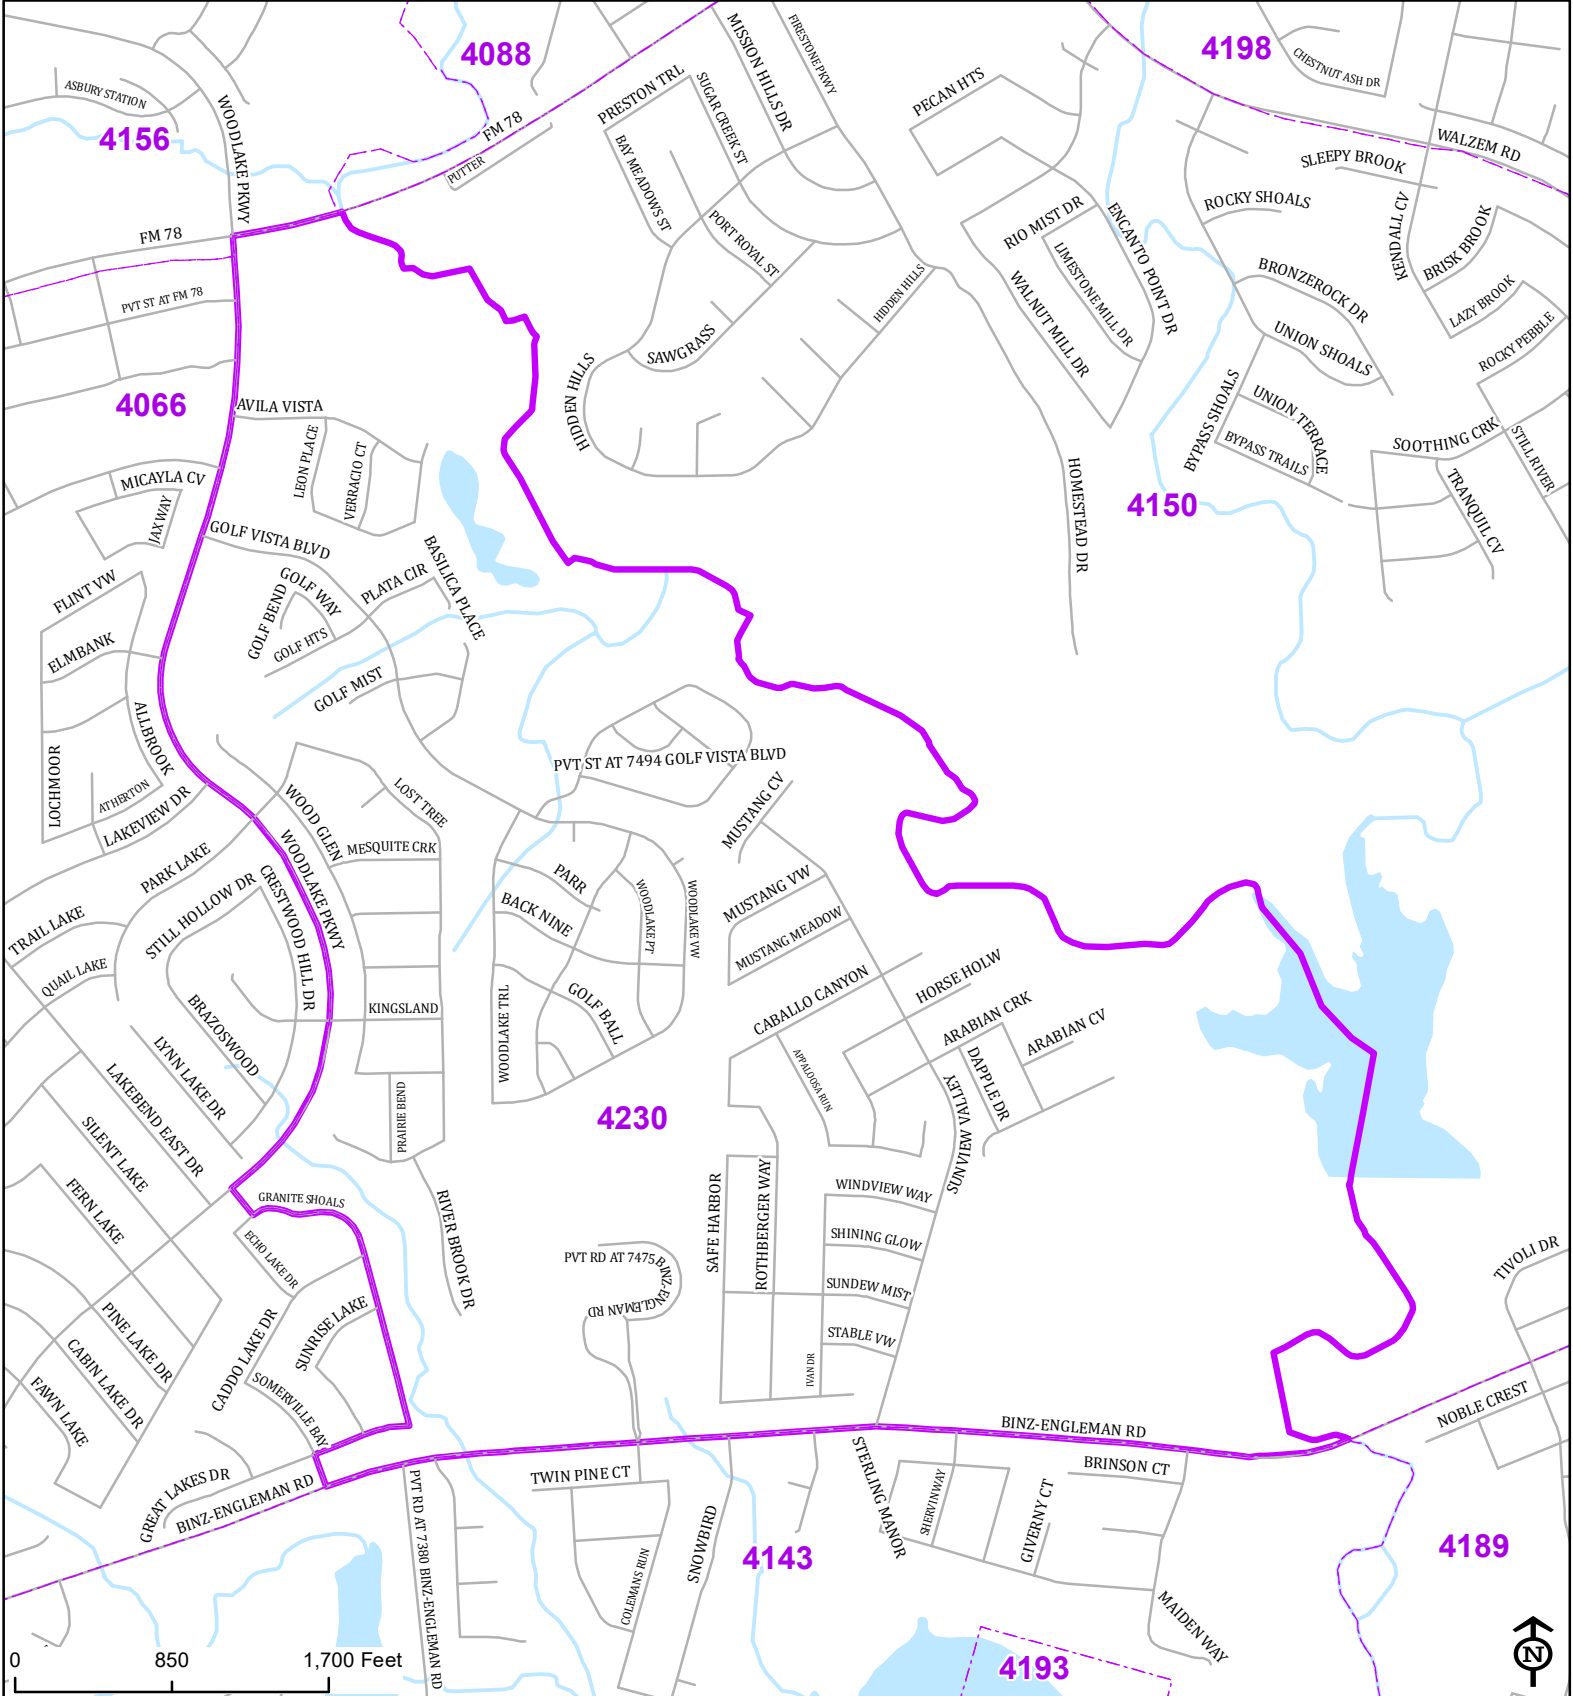 4088
4198
4156
4066
4150
4230
4143
4189
4193
ASBURY STATION
WOODLAKE PKWY
FM 78
PUTTER
PRESTON TRL
SUGAR CREEK ST
MISSION HILLS DR
FIRESTONE PKWY
BAY MEADOWS ST
PORT ROYAL ST
PECAN HTS
CHESTNUT ASH DR
WALZEM RD
SLEEPY BROOK
ROCKY SHOALS
KENDALL CV
BRISK BROOK
LAZY BROOK
ROCKY PEBBLE
RIO MIST DR
ENCANTO POINT DR
LIMESTONE MILL DR
WALNUT MILL DR
BRONZEROCK DR
UNION SHOALS
BYPASS SHOALS
UNION TERRACE
BYPASS TRAILS
SOOTHING CRK
STILL RIVER
TRANQUIL CV
FM 78
PVT ST AT FM 78
HIDDEN HILLS
SAWGRASS
HIDDEN HILLS
HOMESTEAD DR
AVILA VISTA
LEON PLACE
VERRACIO CT
MICAYLA CV
JAXWAY
GOLF VISTA BLVD
GOLF WAY
GOLF BEND
GOLF HTS
PLATA CIR
BASILICA PLACE
FLINT VW
ELMBANK
GOLF MIST
ALLBROOK
LOCHMOOR
ATHERTON
LAKEVIEW DR
PVT ST AT 7494 GOLF VISTA BLVD
LOST TREE
WOOD GLEN
WOODLAKE PKWY
MESQUITE CRK
MUSTANG CV
PARK LAKE
CRESTWOOD HILL DR
STILL HOLLOW DR
PARR
BACK NINE
WOODLAKE PT
WOODLAKE VW
MUSTANG VW
MUSTANG MEADOW
TRAIL LAKE
QUAIL LAKE
BRAZOSWOOD
KINGSLAND
WOODLAKE TRL
GOLF BALL
CABALLO CANYON
HORSE HOLW
ARABIAN CRK
ARABIAN CV
APPALOOSA RUN
DAPPLE DR
SUNVIEW VALLEY
LYNN LAKE DR
LAKEBEND EAST DR
SILENT LAKE
PRAIRIE BEND
FERN LAKE
GRANITE SHOALS
ECHO LAKE DR
RIVER BROOK DR
SAFE HARBOR
ROTHBERGER WAY
WINDVIEW WAY
SHINING GLOW
SUNDEW MIST
STABLE VW
IVAN DR
PVT RD AT 7475 BINZ-ENGLEMAN RD
PINE LAKE DR
CABIN LAKE DR
FAWN LAKE
CADDO LAKE DR
SUNRISE LAKE
SOMERVILLE BAY
TIVOLI DR
NOBLE CREST
BINZ-ENGLEMAN RD
GREAT LAKES DR
BINZ-ENGLEMAN RD
PVT RD AT 7380 BINZ-ENGLEMAN RD
TWIN PINE CT
SNOWBIRD
COLEMANS RUN
STERLING MANOR
SHERVIN WAY
GIVERNY CT
BRINSON CT
MAIDEN WAY
0 850 1,700 Feet
N